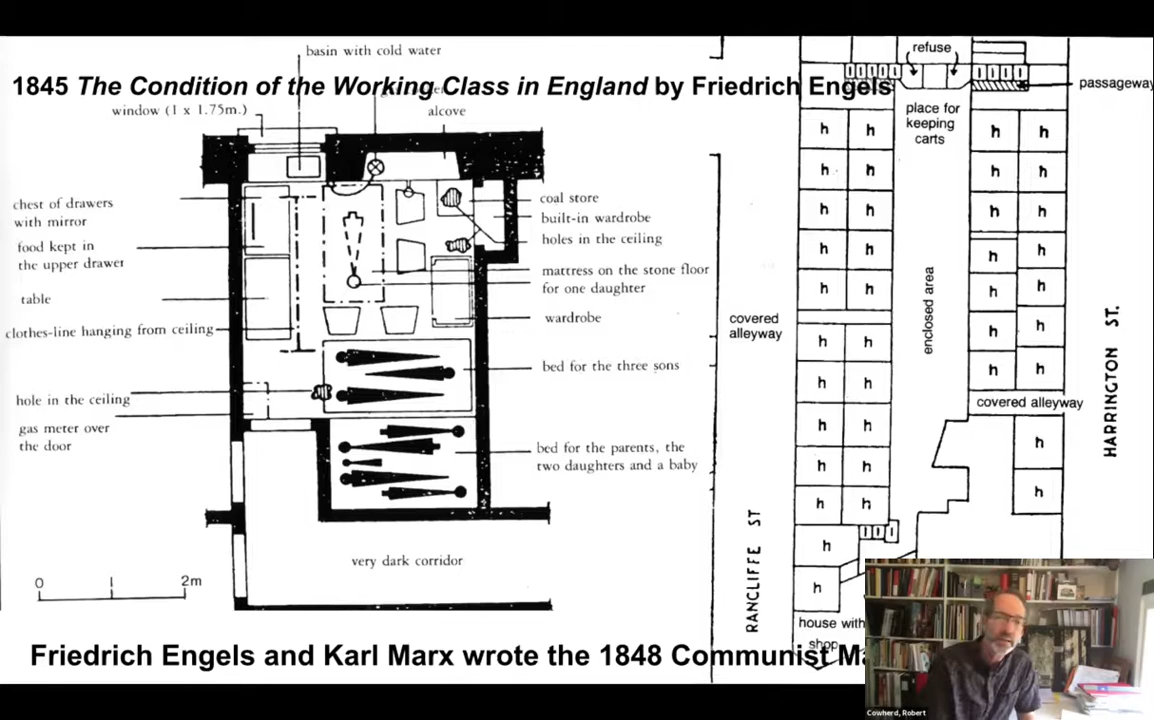 basin with cold water
1845 The Condition of the Working Class in England by Friedrich Engels
window (1 x 1.75m.)
alcove
chest of drawers
with mirror
food kept in
the upper drawer
table
clothes-line hanging from ceiling
hole in the ceiling
gas meter over
the door
coal store
built-in wardrobe
holes in the ceiling
mattress on the stone floor
for one daughter
wardrobe
bed for the three sons
bed for the parents, the
two daughters and a baby
very dark corridor
0
2m
refuse
passageway
place for
keeping
carts
h h h h
h h h h
h h h h
h h h h
h h h h
h h h h
h h h h
h h h
h h h
h h
h
h
covered
alleyway
enclosed area
covered alleyway
HARRINGTON ST.
RANCLIFFE ST
house with
shop
Friedrich Engels and Karl Marx wrote the 1848 Communist
Cowherd, Robert